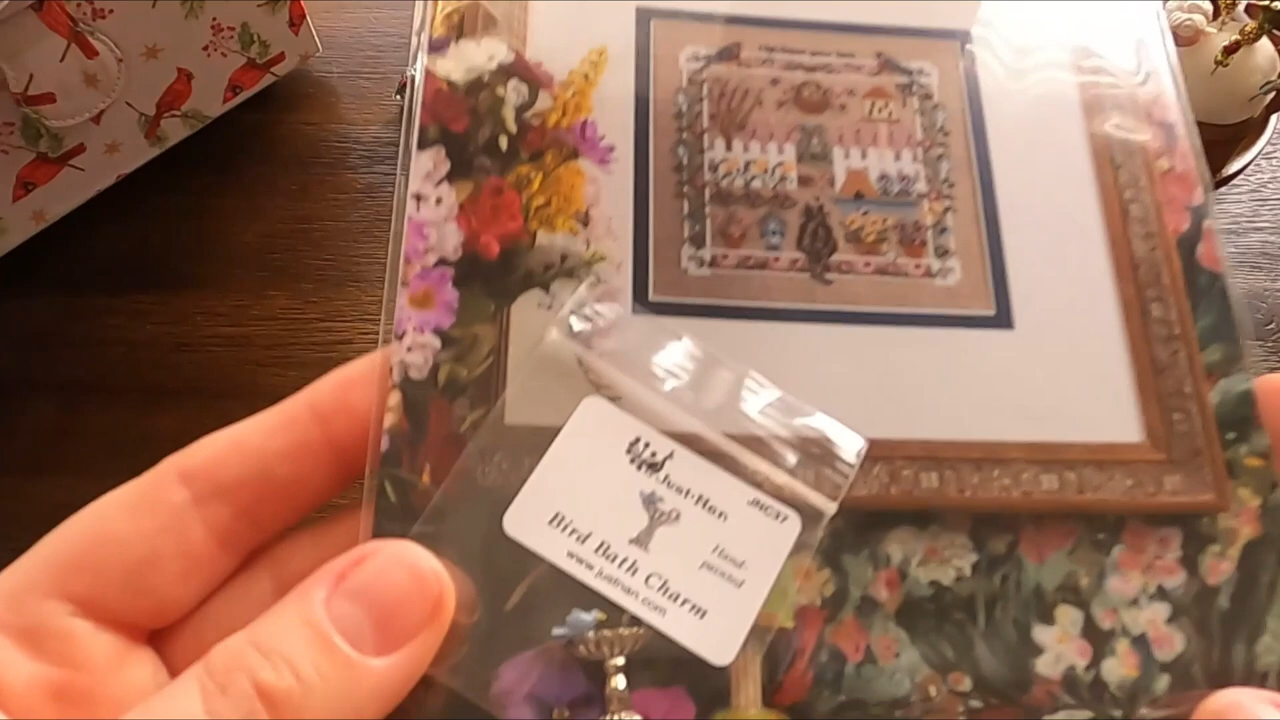 Just·Nan
JNC37
Hand-
painted
Bird Bath Charm
www.justnan.com